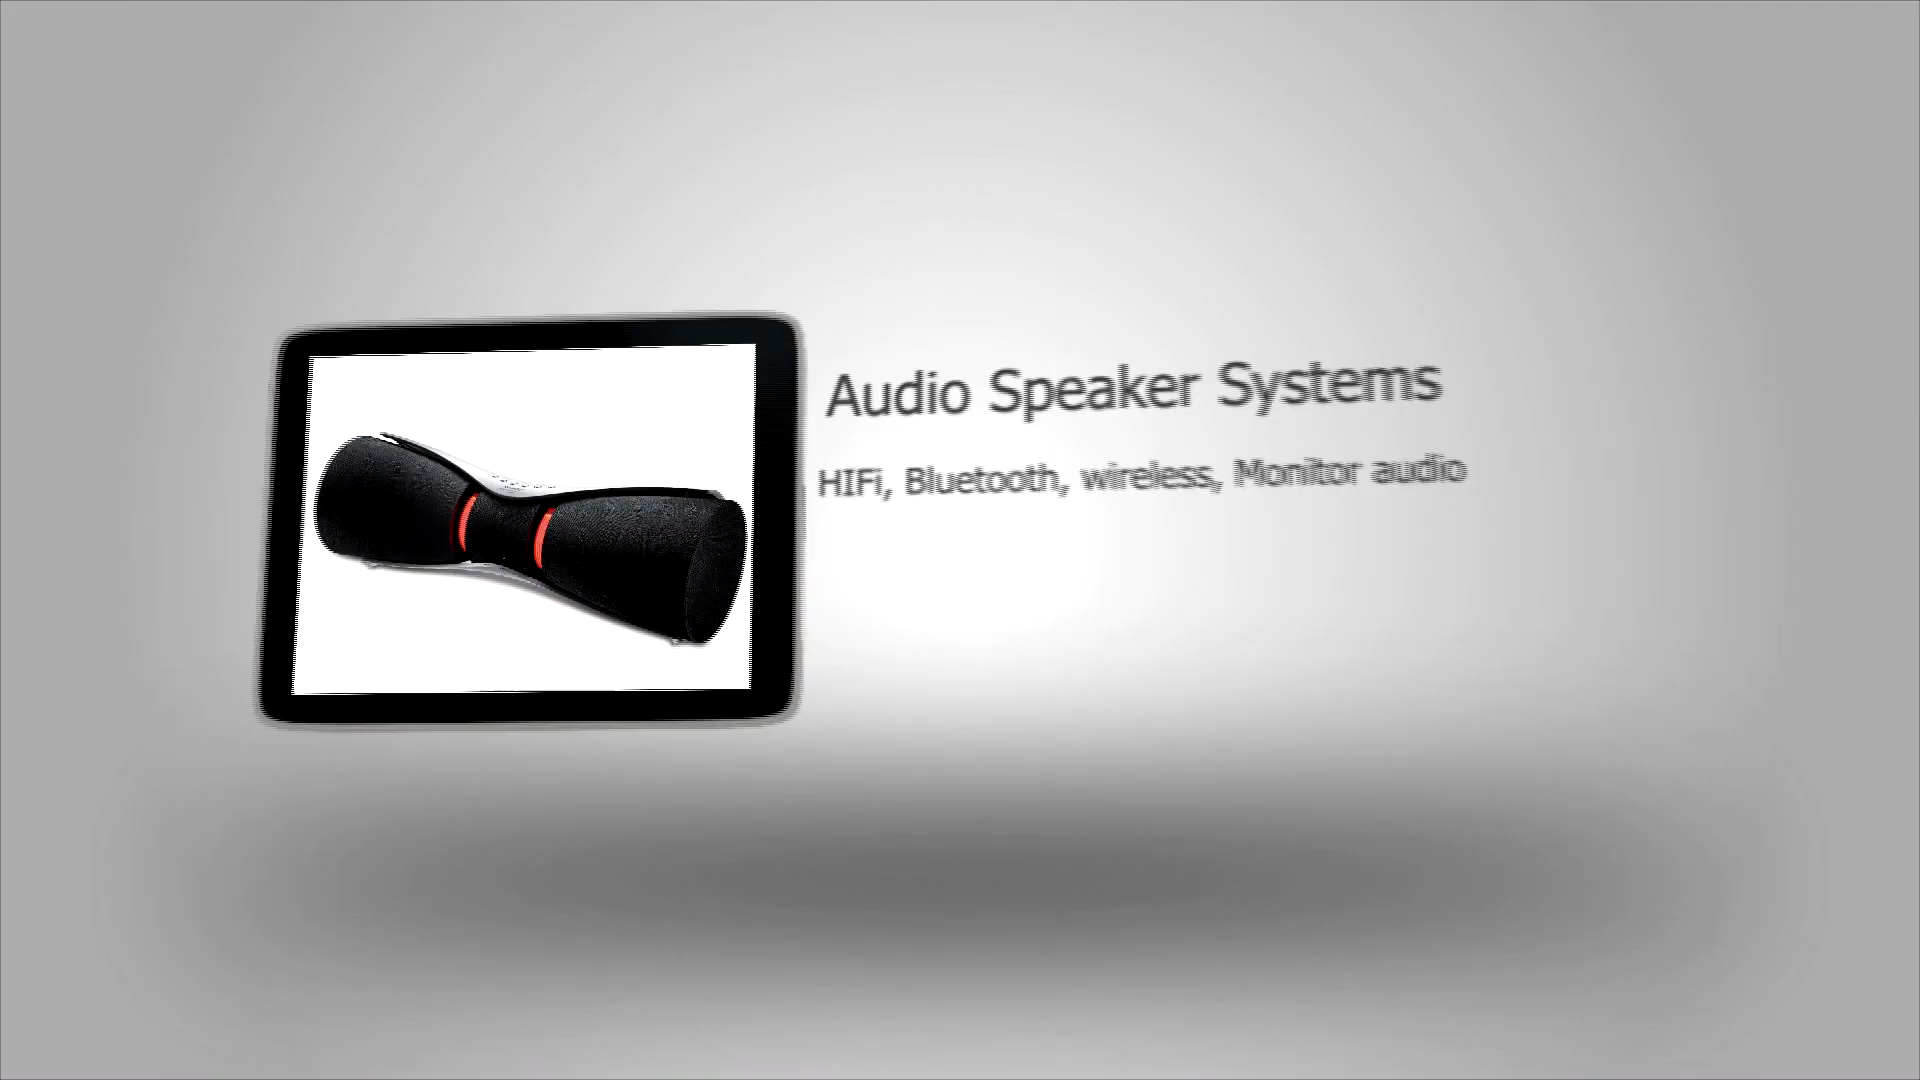 Audio Speaker Systems
HIFi, Bluetooth, wireless, Monitor audio